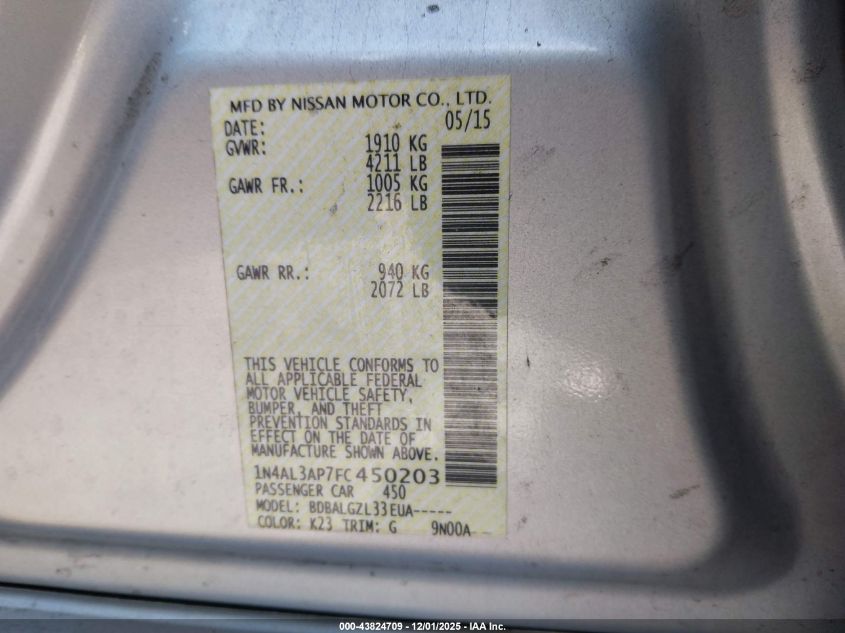 MFD BY NISSAN MOTOR CO., LTD.
DATE: 05/15
GVWR: 1910 KG
4211 LB
GAWR FR.: 1005 KG
2216 LB
GAWR RR.: 940 KG
2072 LB
THIS VEHICLE CONFORMS TO
ALL APPLICABLE FEDERAL
MOTOR VEHICLE SAFETY,
BUMPER, AND THEFT
PREVENTION STANDARDS IN
EFFECT ON THE DATE OF
MANUFACTURE SHOWN ABOVE.
1N4AL3AP7FC450203
PASSENGER CAR 450
MODEL: BDBALGZL33EUA-----
COLOR: K23 TRIM: G 9N00A--
000-43824709 - 12/01/2025 - IAA Inc.